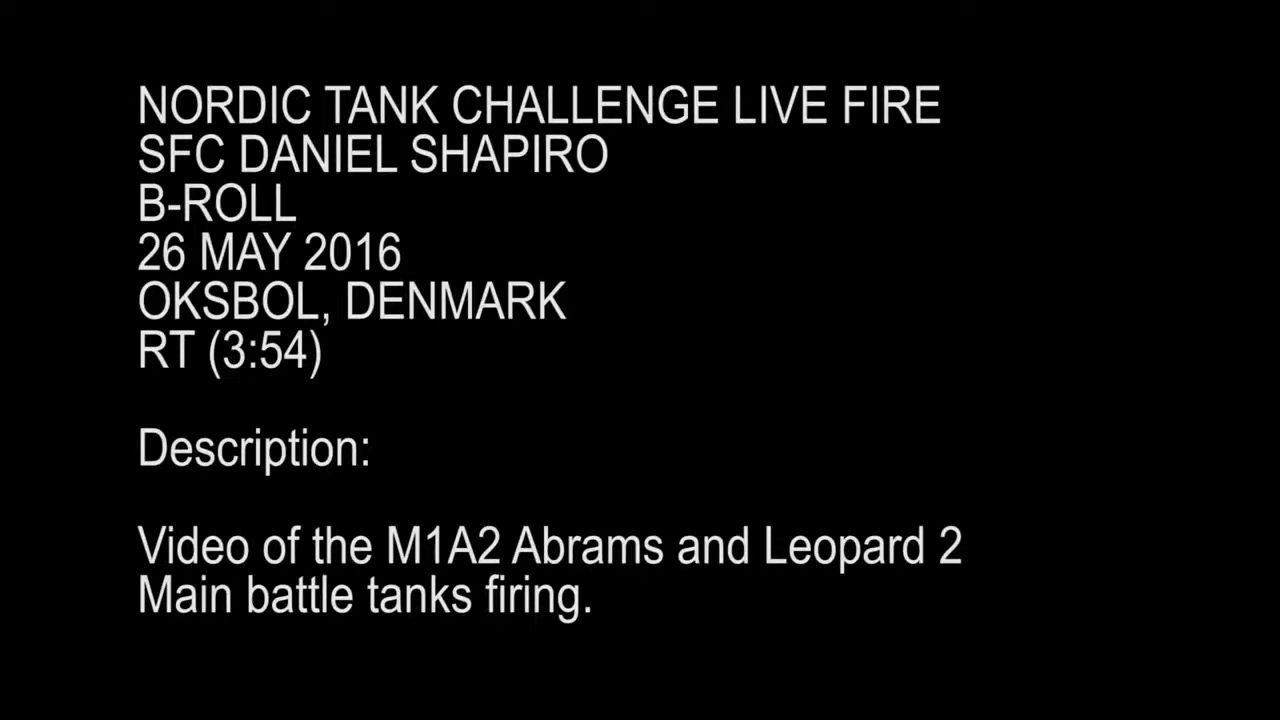 NORDIC TANK CHALLENGE LIVE FIRE
SFC DANIEL SHAPIRO
B-ROLL
26 MAY 2016
OKSBOL, DENMARK
RT (3:54)
Description:
Video of the M1A2 Abrams and Leopard 2
Main battle tanks firing.